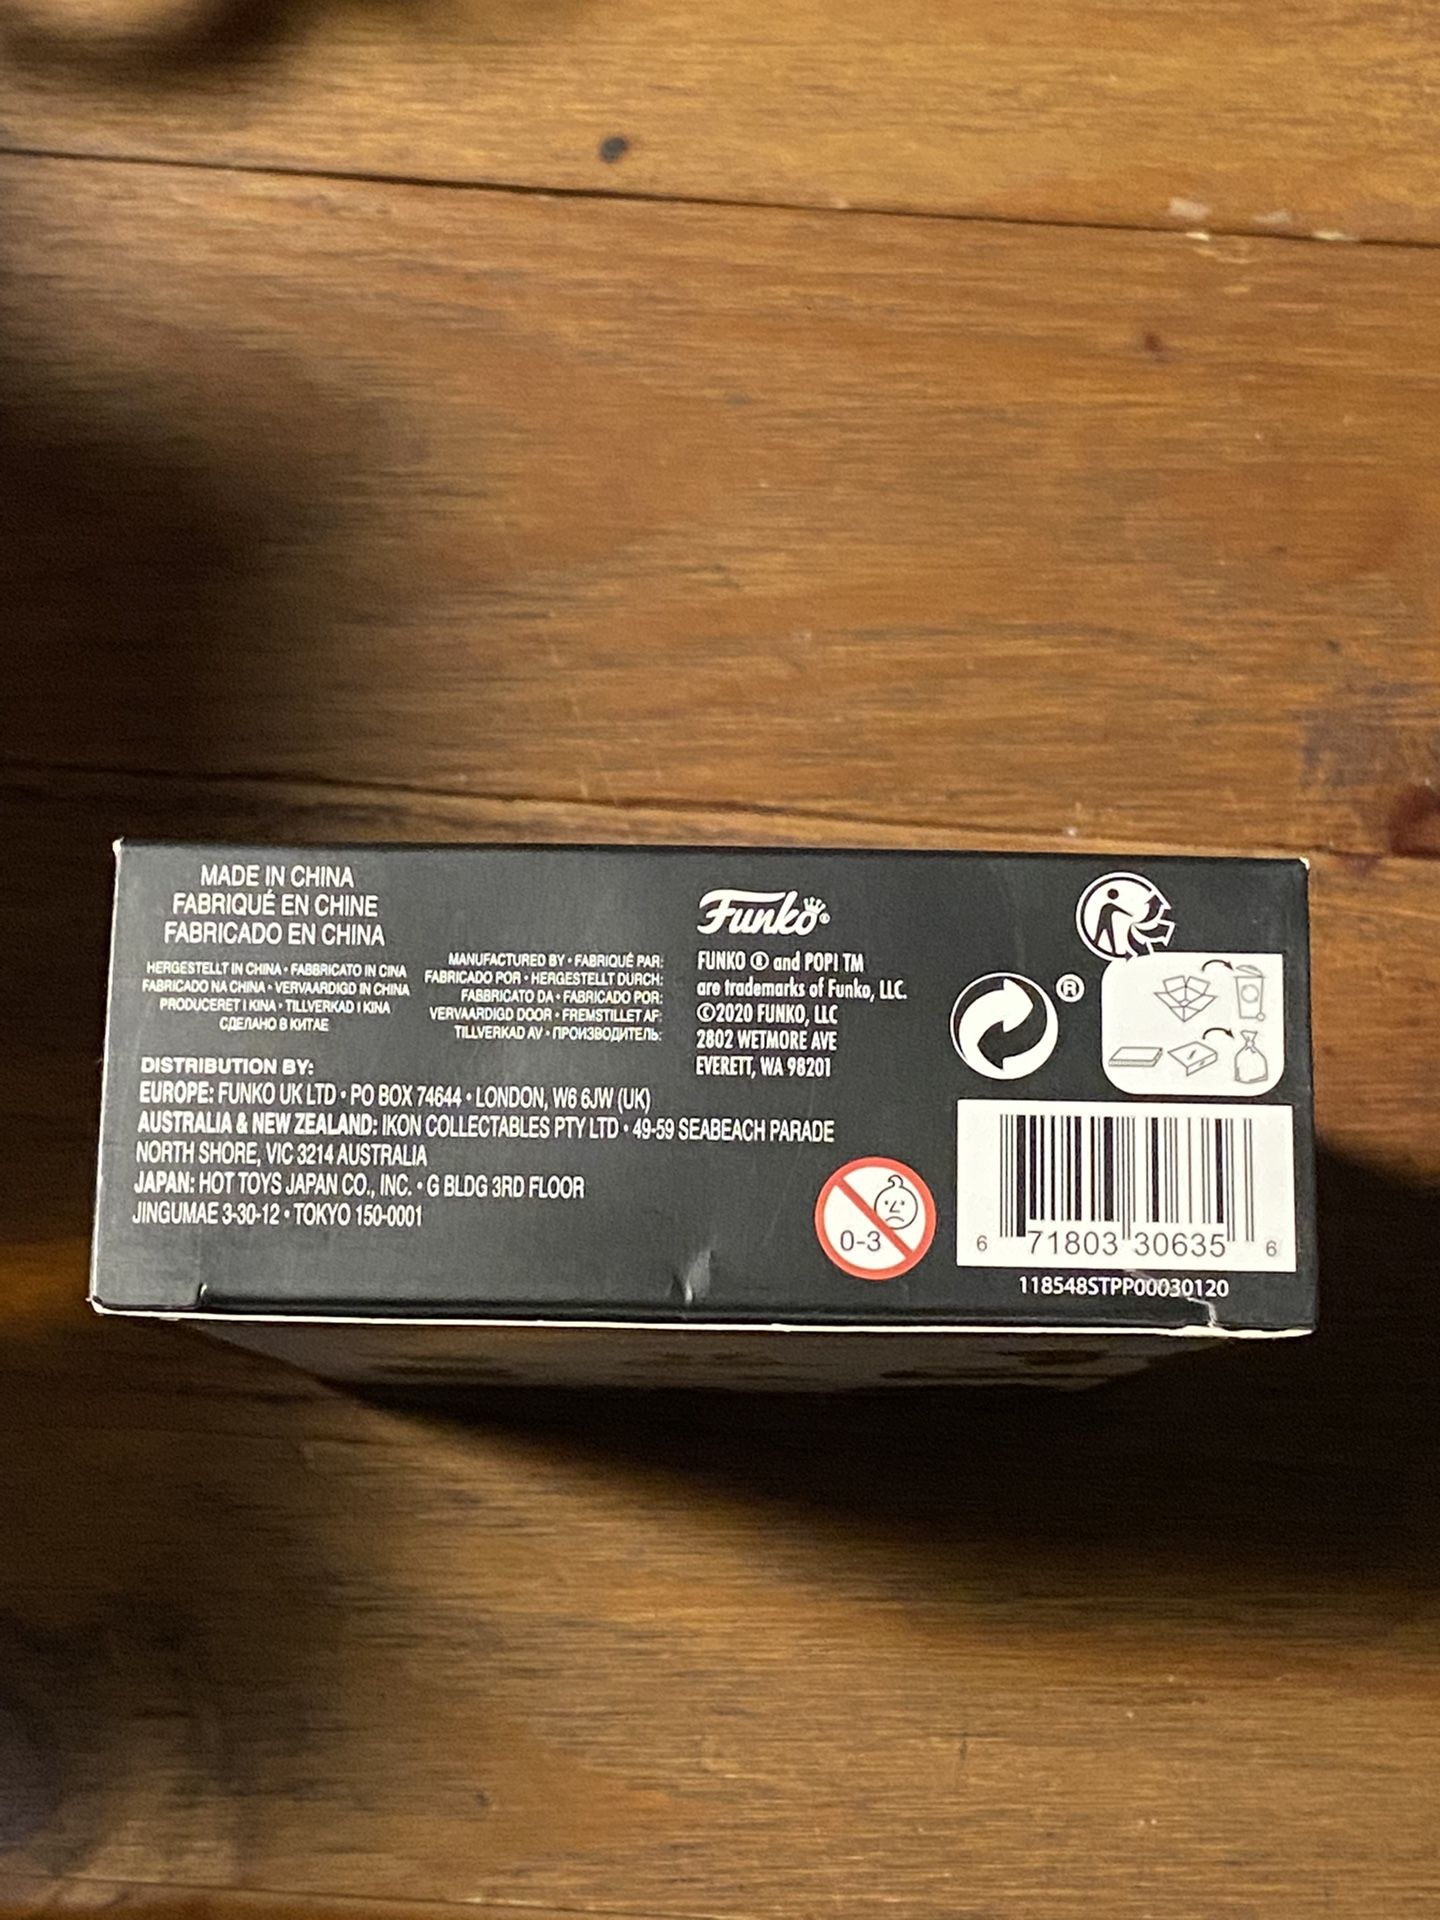 MADE IN CHINA
FABRIQUÉ EN CHINE
FABRICADO EN CHINA
HERGESTELLT IN CHINA • FABBRICATO IN CINA
FABRICADO NA CHINA • VERVAARDIGD IN CHINA
PRODUCERET I KINA • TILLVERKAD I KINA
СДЕЛАНО В КИТАЕ
MANUFACTURED BY • FABRIQUÉ PAR:
FABRICADO POR • HERGESTELLT DURCH:
FABBRICATO DA • FABRICADO POR:
VERVAARDIGD DOOR • FREMSTILLET AF:
TILLVERKAD AV • ПРОИЗВОДИТЕЛЬ:
Funko®
FUNKO ® and POP! TM
are trademarks of Funko, LLC.
©2020 FUNKO, LLC
2802 WETMORE AVE
EVERETT, WA 98201
DISTRIBUTION BY:
EUROPE: FUNKO UK LTD • PO BOX 74644 • LONDON, W6 6JW (UK)
AUSTRALIA & NEW ZEALAND: IKON COLLECTABLES PTY LTD • 49-59 SEABEACH PARADE
NORTH SHORE, VIC 3214 AUSTRALIA
JAPAN: HOT TOYS JAPAN CO., INC. • G BLDG 3RD FLOOR
JINGUMAE 3-30-12 • TOKYO 150-0001
®
0-3
6 71803 30635 6
118548STPP00030120